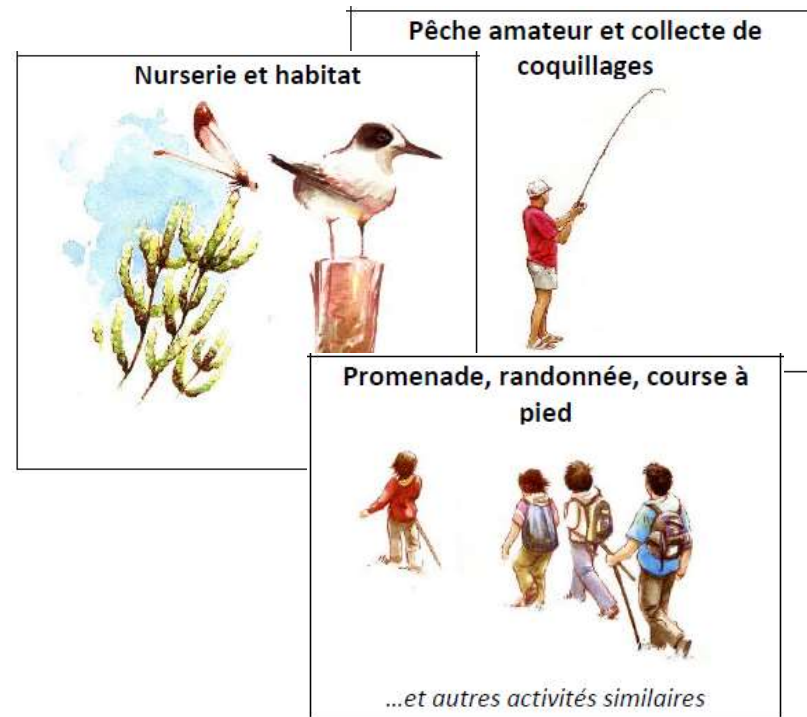 Pêche amateur et collecte de
coquillages
Nurserie et habitat
Promenade, randonnée, course à
pied
...et autres activités similaires